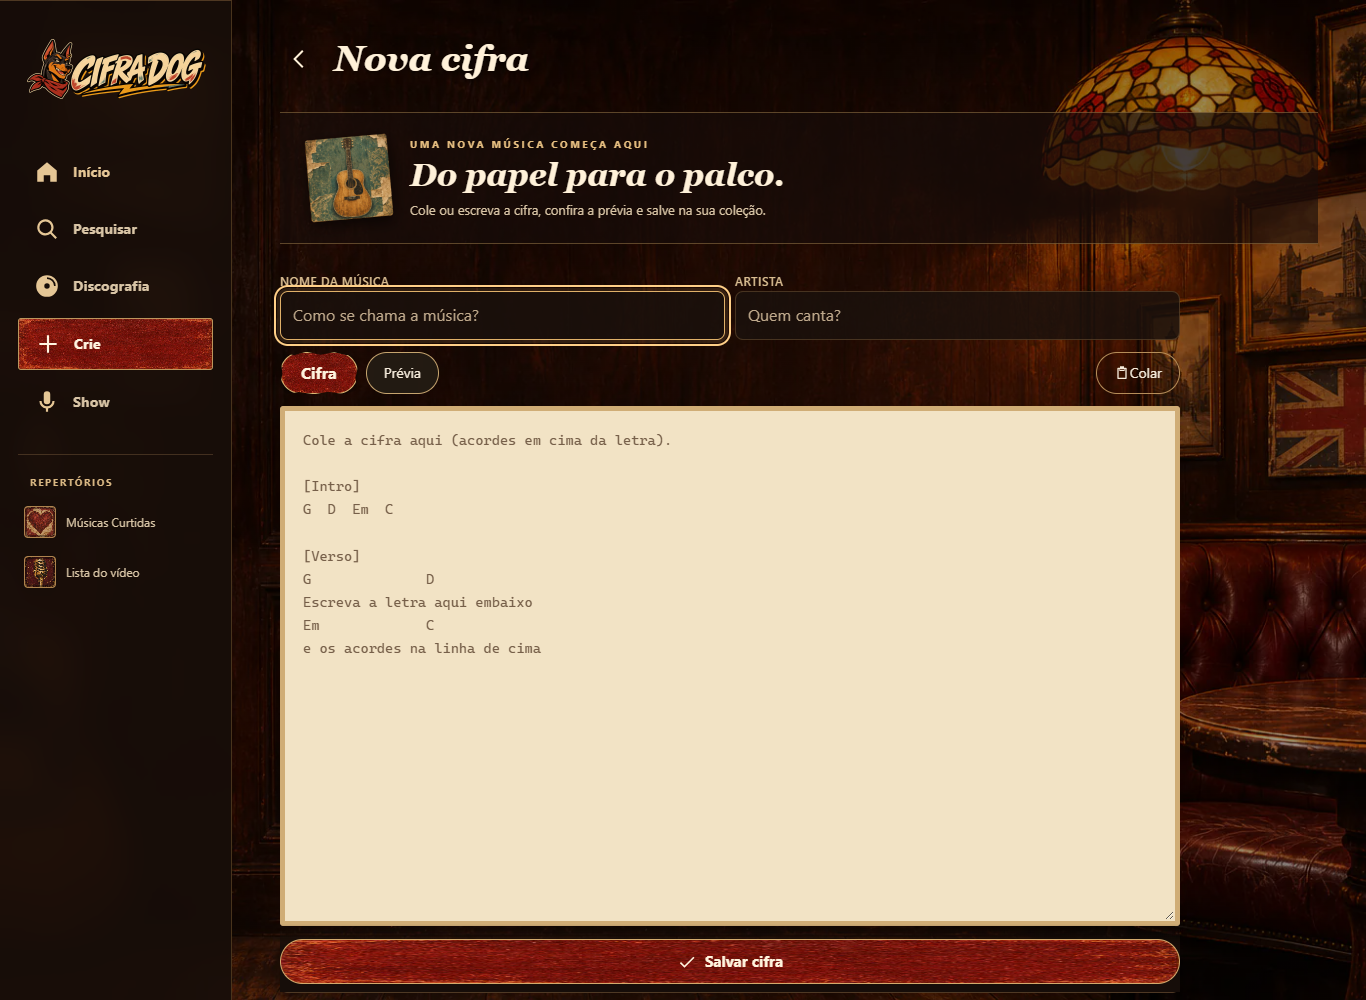 CIFRADOG
Início
Pesquisar
Discografia
Crie
Show
REPERTÓRIOS
Músicas Curtidas
Lista do vídeo
Nova cifra
UMA NOVA MÚSICA COMEÇA AQUI
Do papel para o palco.
Cole ou escreva a cifra, confira a prévia e salve na sua coleção.
NOME DA MÚSICA
ARTISTA
Como se chama a música?
Quem canta?
Cifra
Prévia
Colar
Cole a cifra aqui (acordes em cima da letra).
[Intro]
G  D  Em  C
[Verso]
G              D
Escreva a letra aqui embaixo
Em             C
e os acordes na linha de cima
Salvar cifra